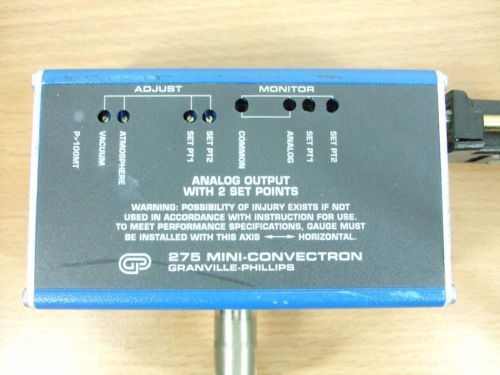 ADJUST
MONITOR
P>100MT
VACUUM
ATMOSPHERE
SET PT1
SET PT2
COMMON
ANALOG
SET PT1
SET PT2
ANALOG OUTPUT
WITH 2 SET POINTS
WARNING: POSSIBILITY OF INJURY EXISTS IF NOT
USED IN ACCORDANCE WITH INSTRUCTION FOR USE.
TO MEET PERFORMANCE SPECIFICATIONS, GAUGE MUST
BE INSTALLED WITH THIS AXIS ←→ HORIZONTAL.
GP
275 MINI-CONVECTRON
GRANVILLE-PHILLIPS